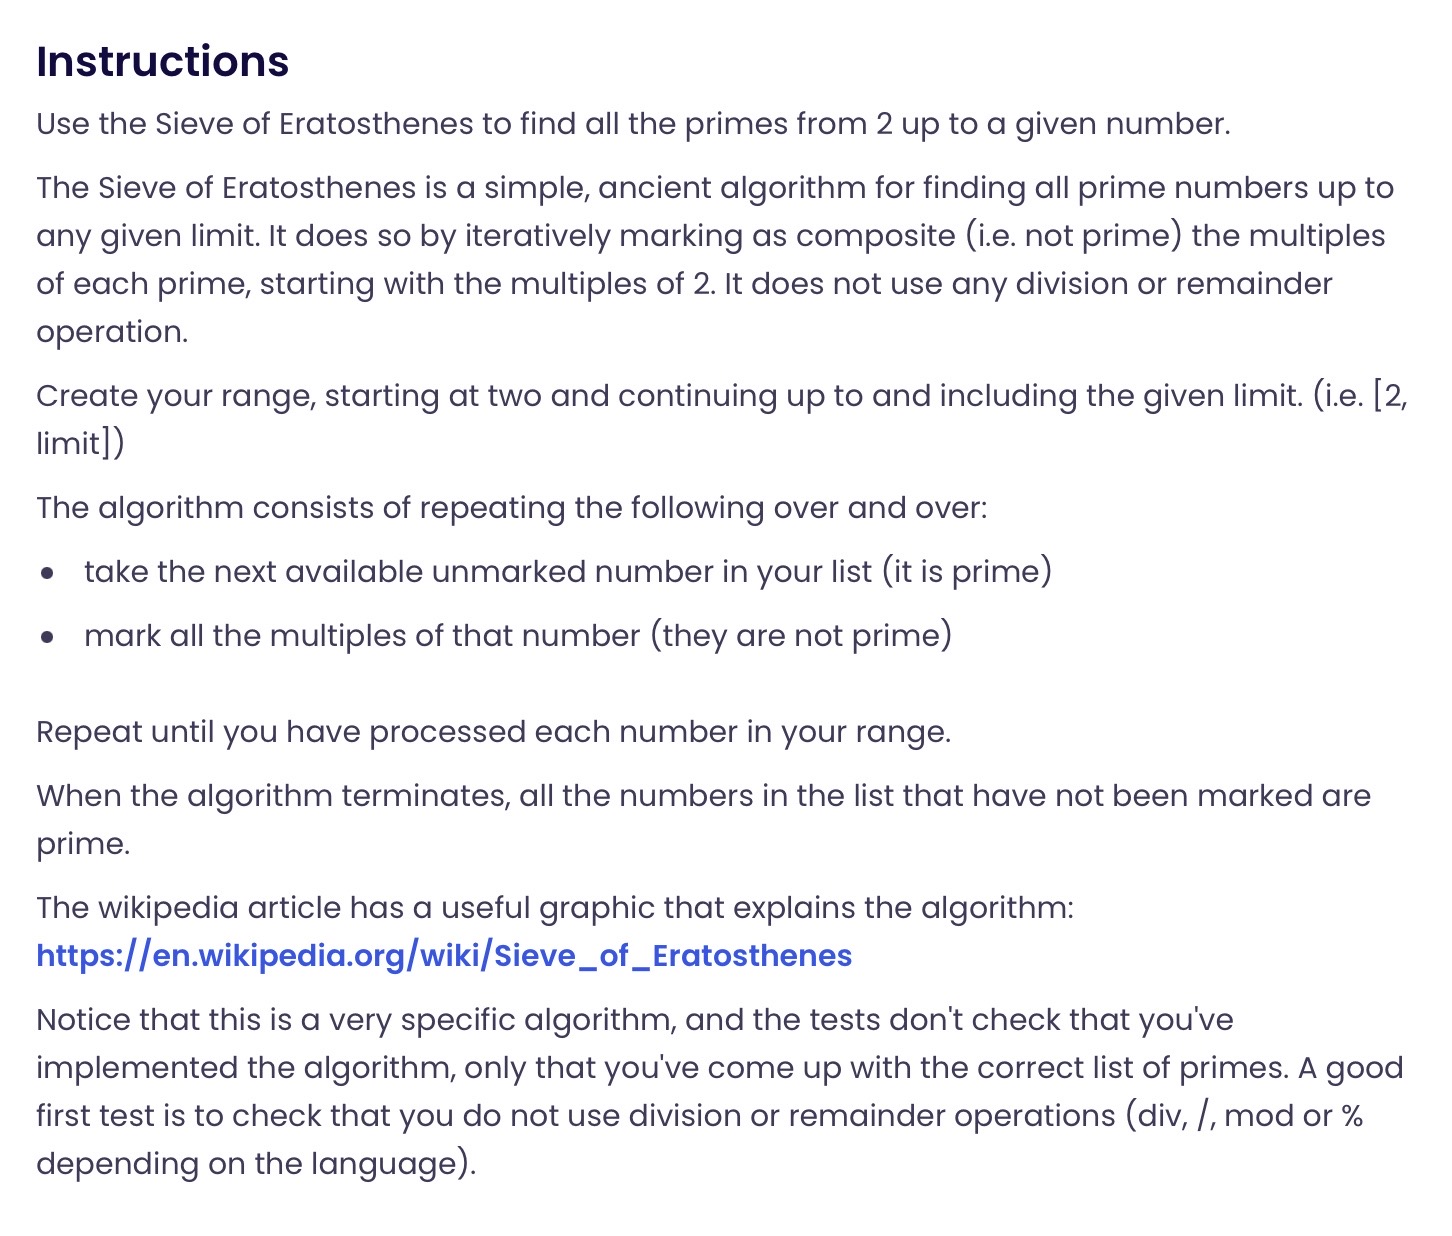 Instructions
Use the Sieve of Eratosthenes to find all the primes from 2 up to a given number.
The Sieve of Eratosthenes is a simple, ancient algorithm for finding all prime numbers up to
any given limit. It does so by iteratively marking as composite (i.e. not prime) the multiples
of each prime, starting with the multiples of 2. It does not use any division or remainder
operation.
Create your range, starting at two and continuing up to and including the given limit. (i.e. [2,
limit])
The algorithm consists of repeating the following over and over:
• take the next available unmarked number in your list (it is prime)
• mark all the multiples of that number (they are not prime)
Repeat until you have processed each number in your range.
When the algorithm terminates, all the numbers in the list that have not been marked are
prime.
The wikipedia article has a useful graphic that explains the algorithm:
https://en.wikipedia.org/wiki/Sieve_of_Eratosthenes
Notice that this is a very specific algorithm, and the tests don't check that you've
implemented the algorithm, only that you've come up with the correct list of primes. A good
first test is to check that you do not use division or remainder operations (div, /, mod or %
depending on the language).